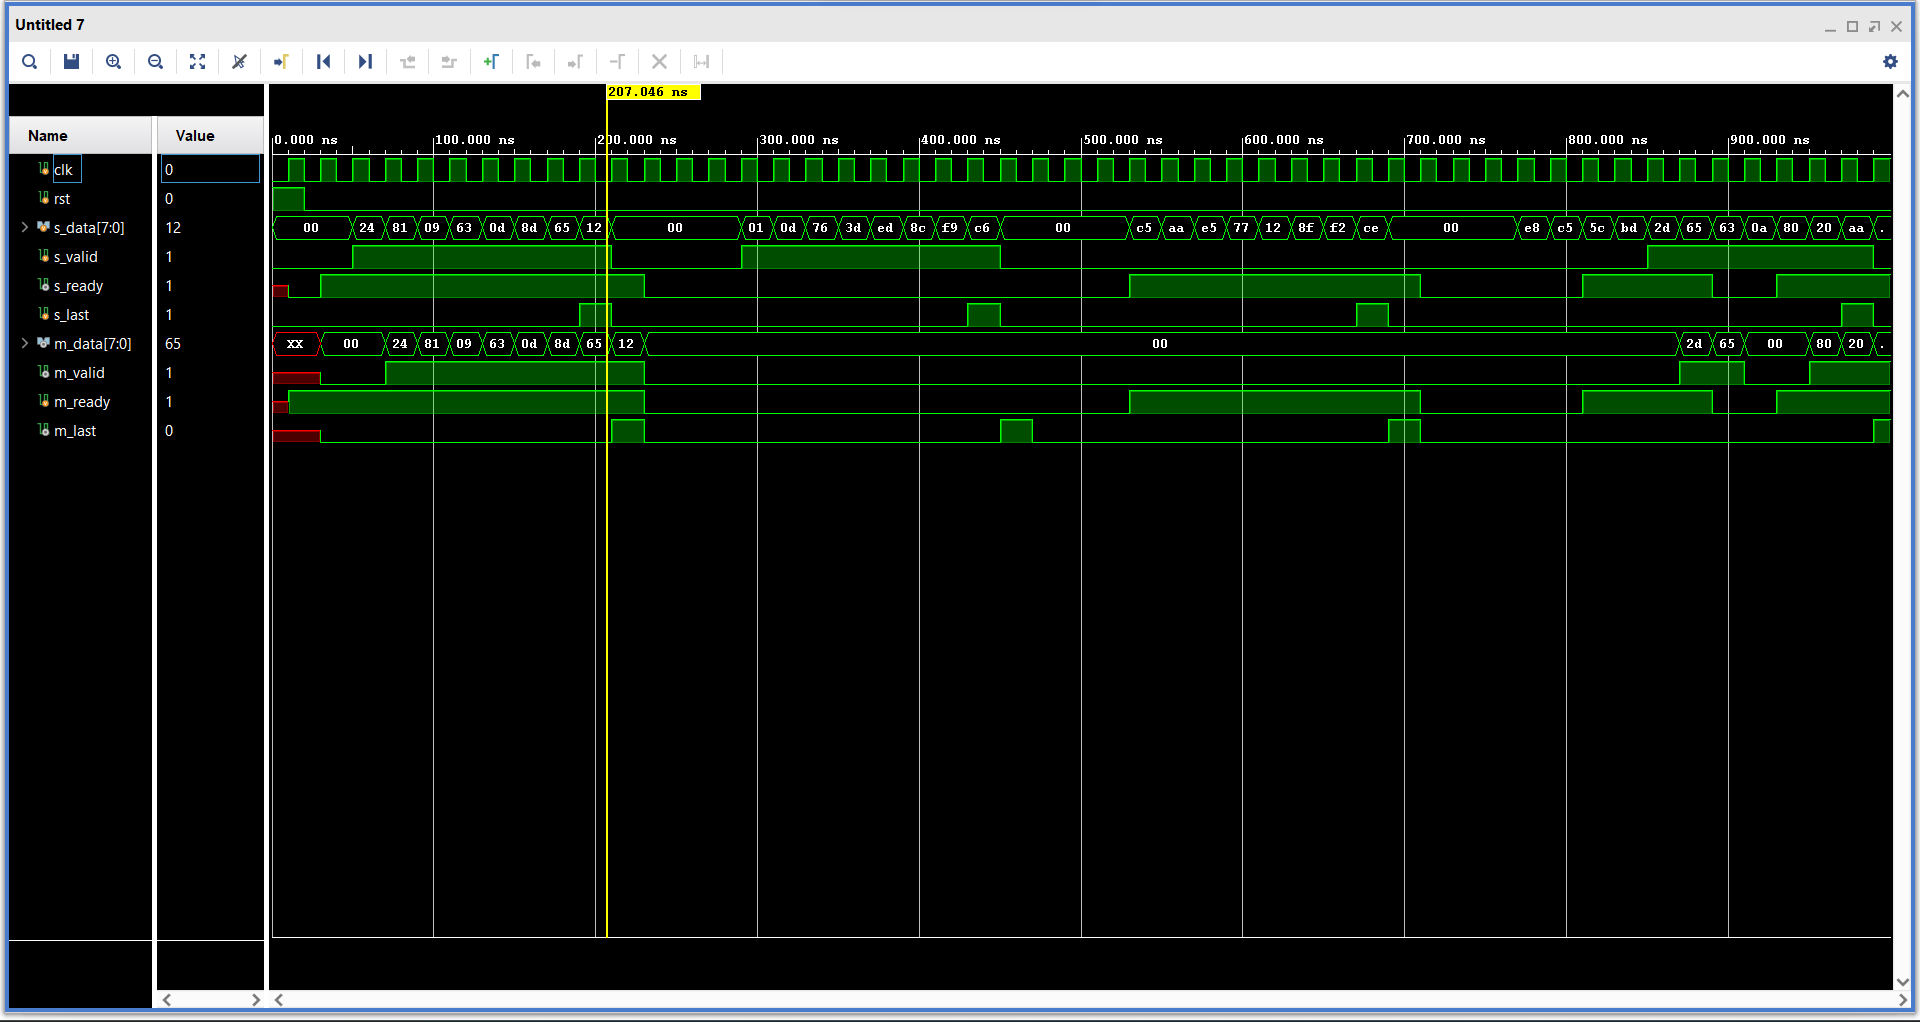 Untitled 7
207.046 ns
Name Value
0.000 ns 100.000 ns 200.000 ns 300.000 ns 400.000 ns 500.000 ns 600.000 ns 700.000 ns 800.000 ns 900.000 ns
clk 0
rst 0
s_data[7:0] 12 00 24 81 09 63 0d 8d 65 12 00 01 0d 76 3d ed 8c f9 c6 00 c5 aa e5 77 12 8f f2 ce 00 e8 c5 5c bd 2d 65 63 0a 80 20 aa .
s_valid 1
s_ready 1
s_last 1
m_data[7:0] 65 XX 00 24 81 09 63 0d 8d 65 12 00 2d 65 00 80 20 .
m_valid 1
m_ready 1
m_last 0